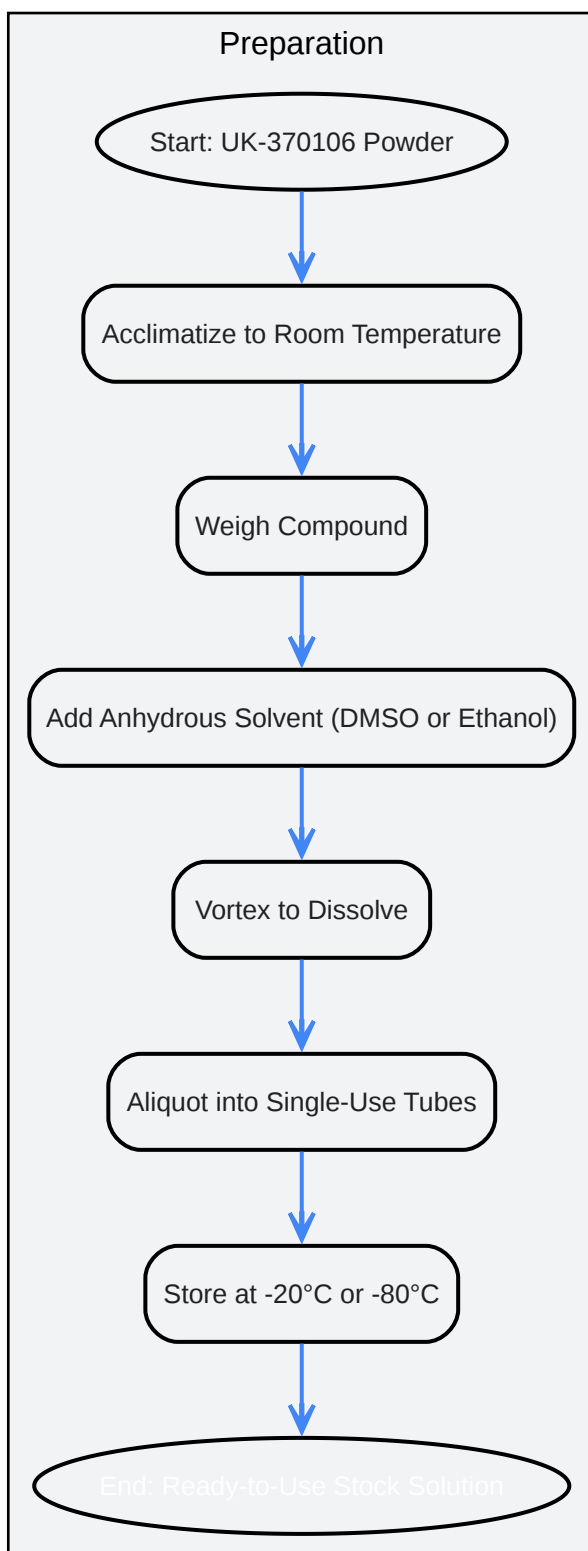 Preparation
Start: UK-370106 Powder
Acclimatize to Room Temperature
Weigh Compound
Add Anhydrous Solvent (DMSO or Ethanol)
Vortex to Dissolve
Aliquot into Single-Use Tubes
Store at -20°C or -80°C
End: Ready-to-Use Stock Solution